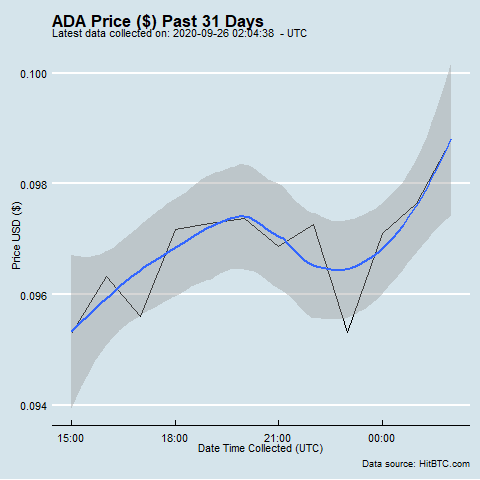 ADA Price ($) Past 31 Days
Latest data collected on: 2020-09-26 02:04:38 - UTC
Price USD ($)
0.100
0.098
0.096
0.094
15:00 18:00 21:00 00:00
Date Time Collected (UTC)
Data source: HitBTC.com